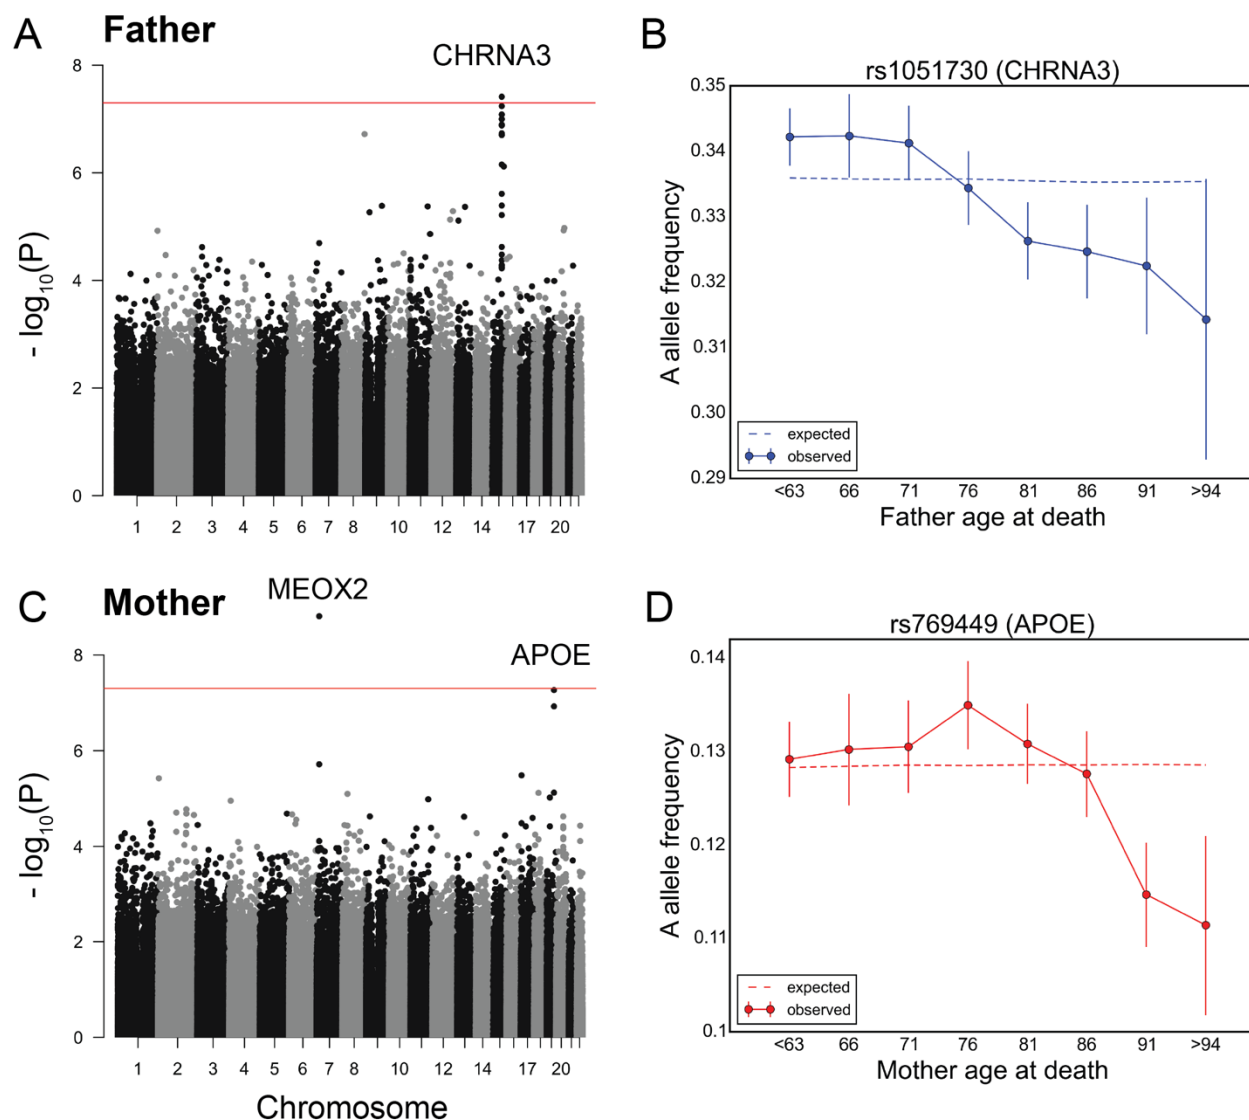 A Father
CHRNA3
8
6
4
2
0
- log10(P)
1 2 3 4 5 6 7 8 10 12 14 17 20
B
rs1051730 (CHRNA3)
0.35
0.34
0.33
0.32
0.31
0.30
0.29
A allele frequency
expected
observed
<63 66 71 76 81 86 91 >94
Father age at death
C Mother
MEOX2
APOE
8
6
4
2
0
- log10(P)
1 2 3 4 5 6 7 8 10 12 14 17 20
Chromosome
D
rs769449 (APOE)
0.14
0.13
0.12
0.11
0.1
A allele frequency
expected
observed
<63 66 71 76 81 86 91 >94
Mother age at death